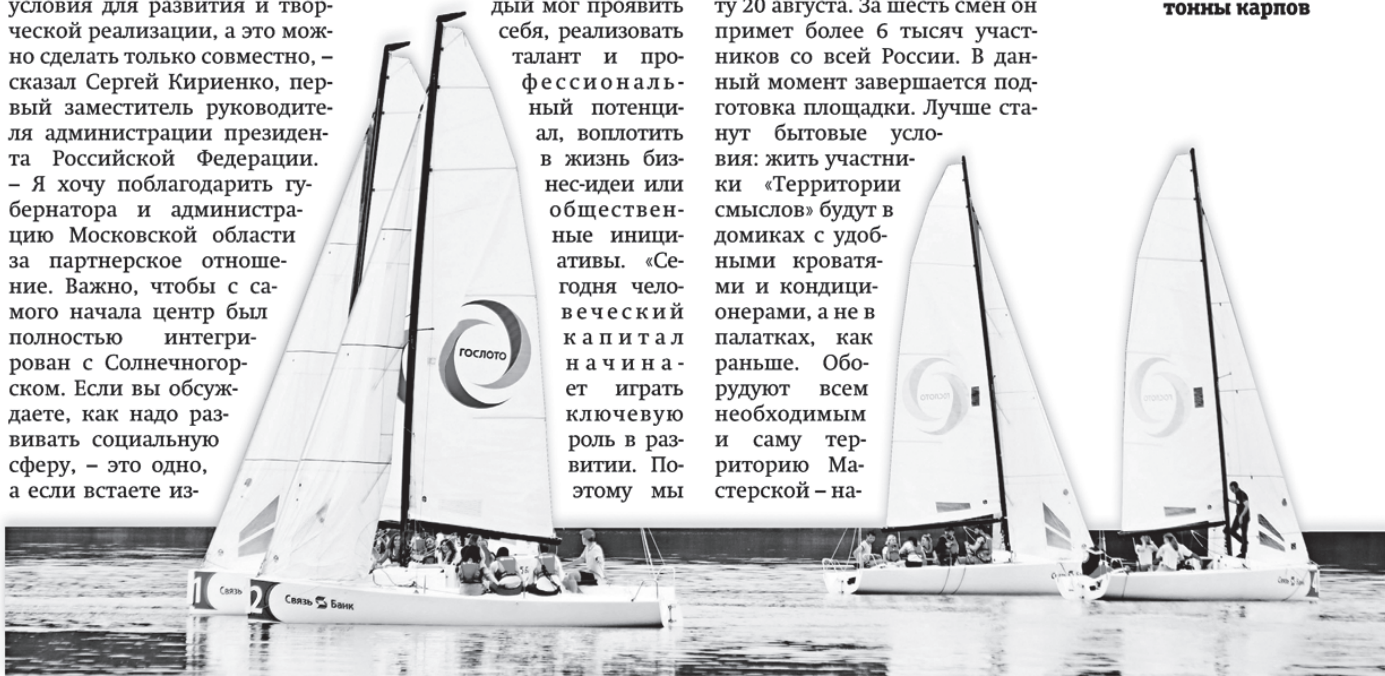 условия для развития и твор-
ческой реализации, а это мож-
но сделать только совместно, –
сказал Сергей Кириенко, пер-
вый заместитель руководите-
ля администрации президен-
та Российской Федерации.
– Я хочу поблагодарить гу-
бернатора и администра-
цию Московской области
за партнерское отноше-
ние. Важно, чтобы с са-
мого начала центр был
полностью интегри-
рован с Солнечногор-
ском. Если вы обсуж-
даете, как надо раз-
вивать социальную
сферу, – это одно,
а если встаете из-
дый мог проявить
себя, реализовать
талант и про-
фессиональ-
ный потенци-
ал, воплотить
в жизнь биз-
нес-идеи или
обществен-
ные иници-
ативы. «Се-
годня чело-
веческий
капитал
начина-
ет играть
ключевую
роль в раз-
витии. По-
этому мы
ту 20 августа. За шесть смен он
примет более 6 тысяч участ-
ников со всей России. В дан-
ный момент завершается под-
готовка площадки. Лучше ста-
нут бытовые усло-
вия: жить участни-
ки «Территории
смыслов» будут в
домиках с удоб-
ными кроватя-
ми и кондици-
онерами, а не в
палатках, как
раньше. Обо-
рудуют всем
необходимым
и саму тер-
риторию Ма-
стерской – на-
тонны карпов
ГОСЛОТО
ГОСЛОТО
ГОСЛОТО
1 Связь
2 Связь Банк